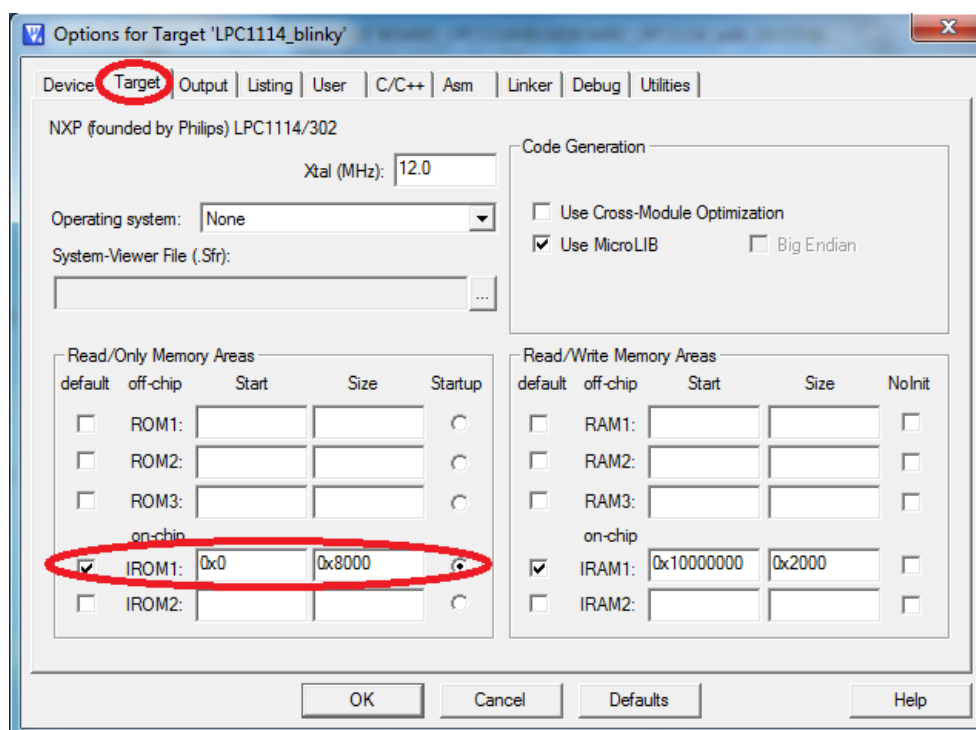 Options for Target 'LPC1114_blinky'
Device Target Output Listing User C/C++ Asm Linker Debug Utilities
NXP (founded by Philips) LPC1114/302
Xtal (MHz): 12.0
Operating system: None
System-Viewer File (.Sfr):
...
Code Generation
Use Cross-Module Optimization
Use MicroLIB Big Endian
Read/Only Memory Areas
default off-chip Start Size Startup
ROM1:
ROM2:
ROM3:
on-chip
IROM1: 0x0 0x8000
IROM2:
Read/Write Memory Areas
default off-chip Start Size NoInit
RAM1:
RAM2:
RAM3:
on-chip
IRAM1: 0x10000000 0x2000
IRAM2:
OK Cancel Defaults Help